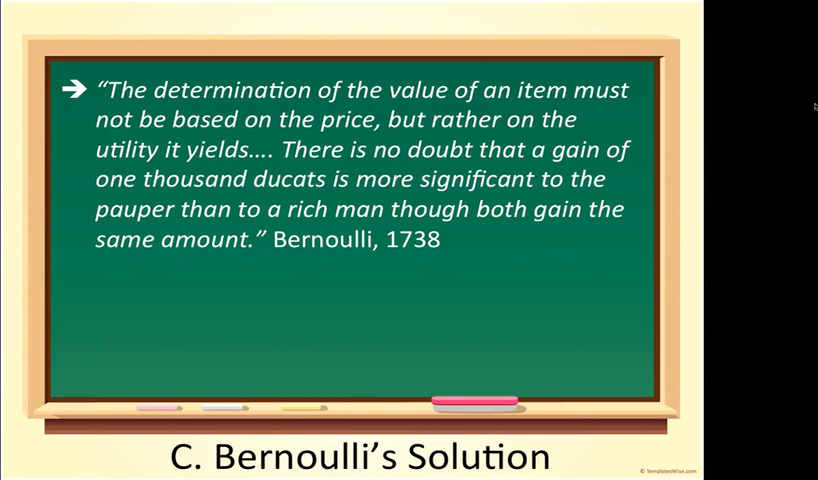 ➔ “The determination of the value of an item must
not be based on the price, but rather on the
utility it yields…. There is no doubt that a gain of
one thousand ducats is more significant to the
pauper than to a rich man though both gain the
same amount.” Bernoulli, 1738
C. Bernoulli’s Solution
© TemplatesWise.com